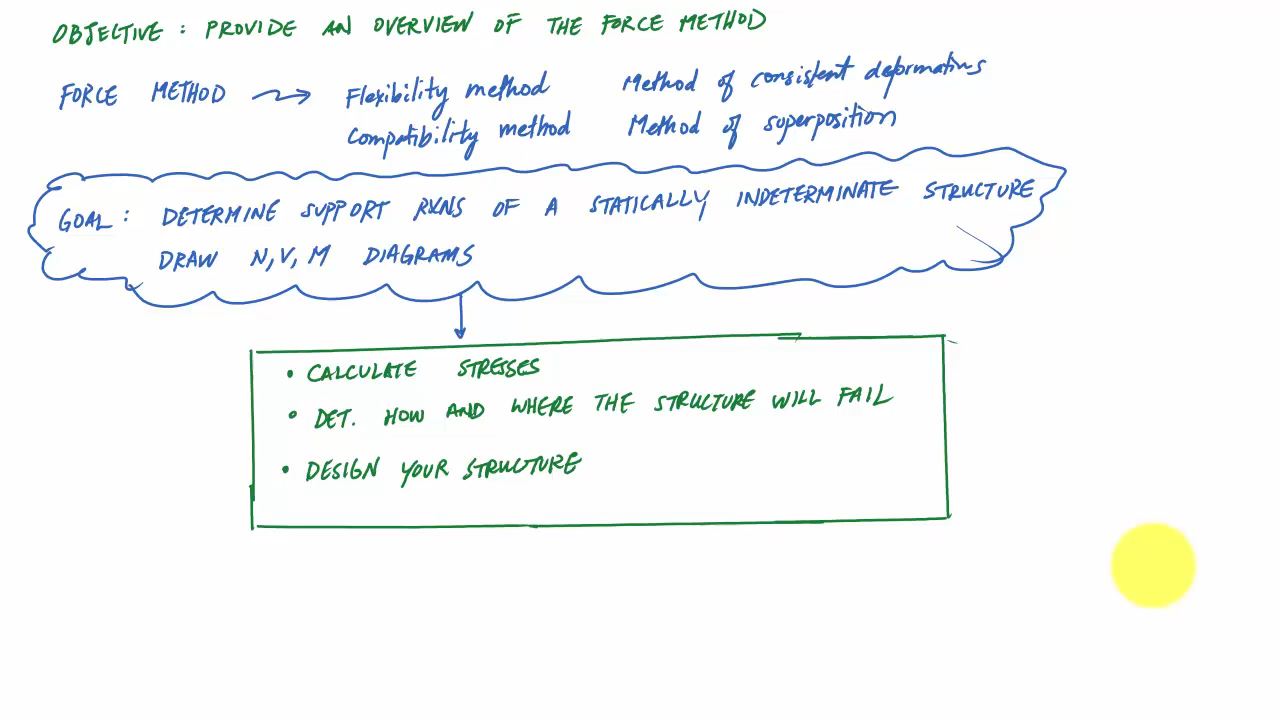 OBJECTIVE : PROVIDE AN OVERVIEW OF THE FORCE METHOD
FORCE METHOD Flexibility method Method of consistent deformations
Compatibility method Method of superposition
GOAL : DETERMINE SUPPORT RXNS OF A STATICALLY INDETERMINATE STRUCTURE
DRAW N, V, M DIAGRAMS
• CALCULATE STRESSES
• DET. HOW AND WHERE THE STRUCTURE WILL FAIL
• DESIGN YOUR STRUCTURE